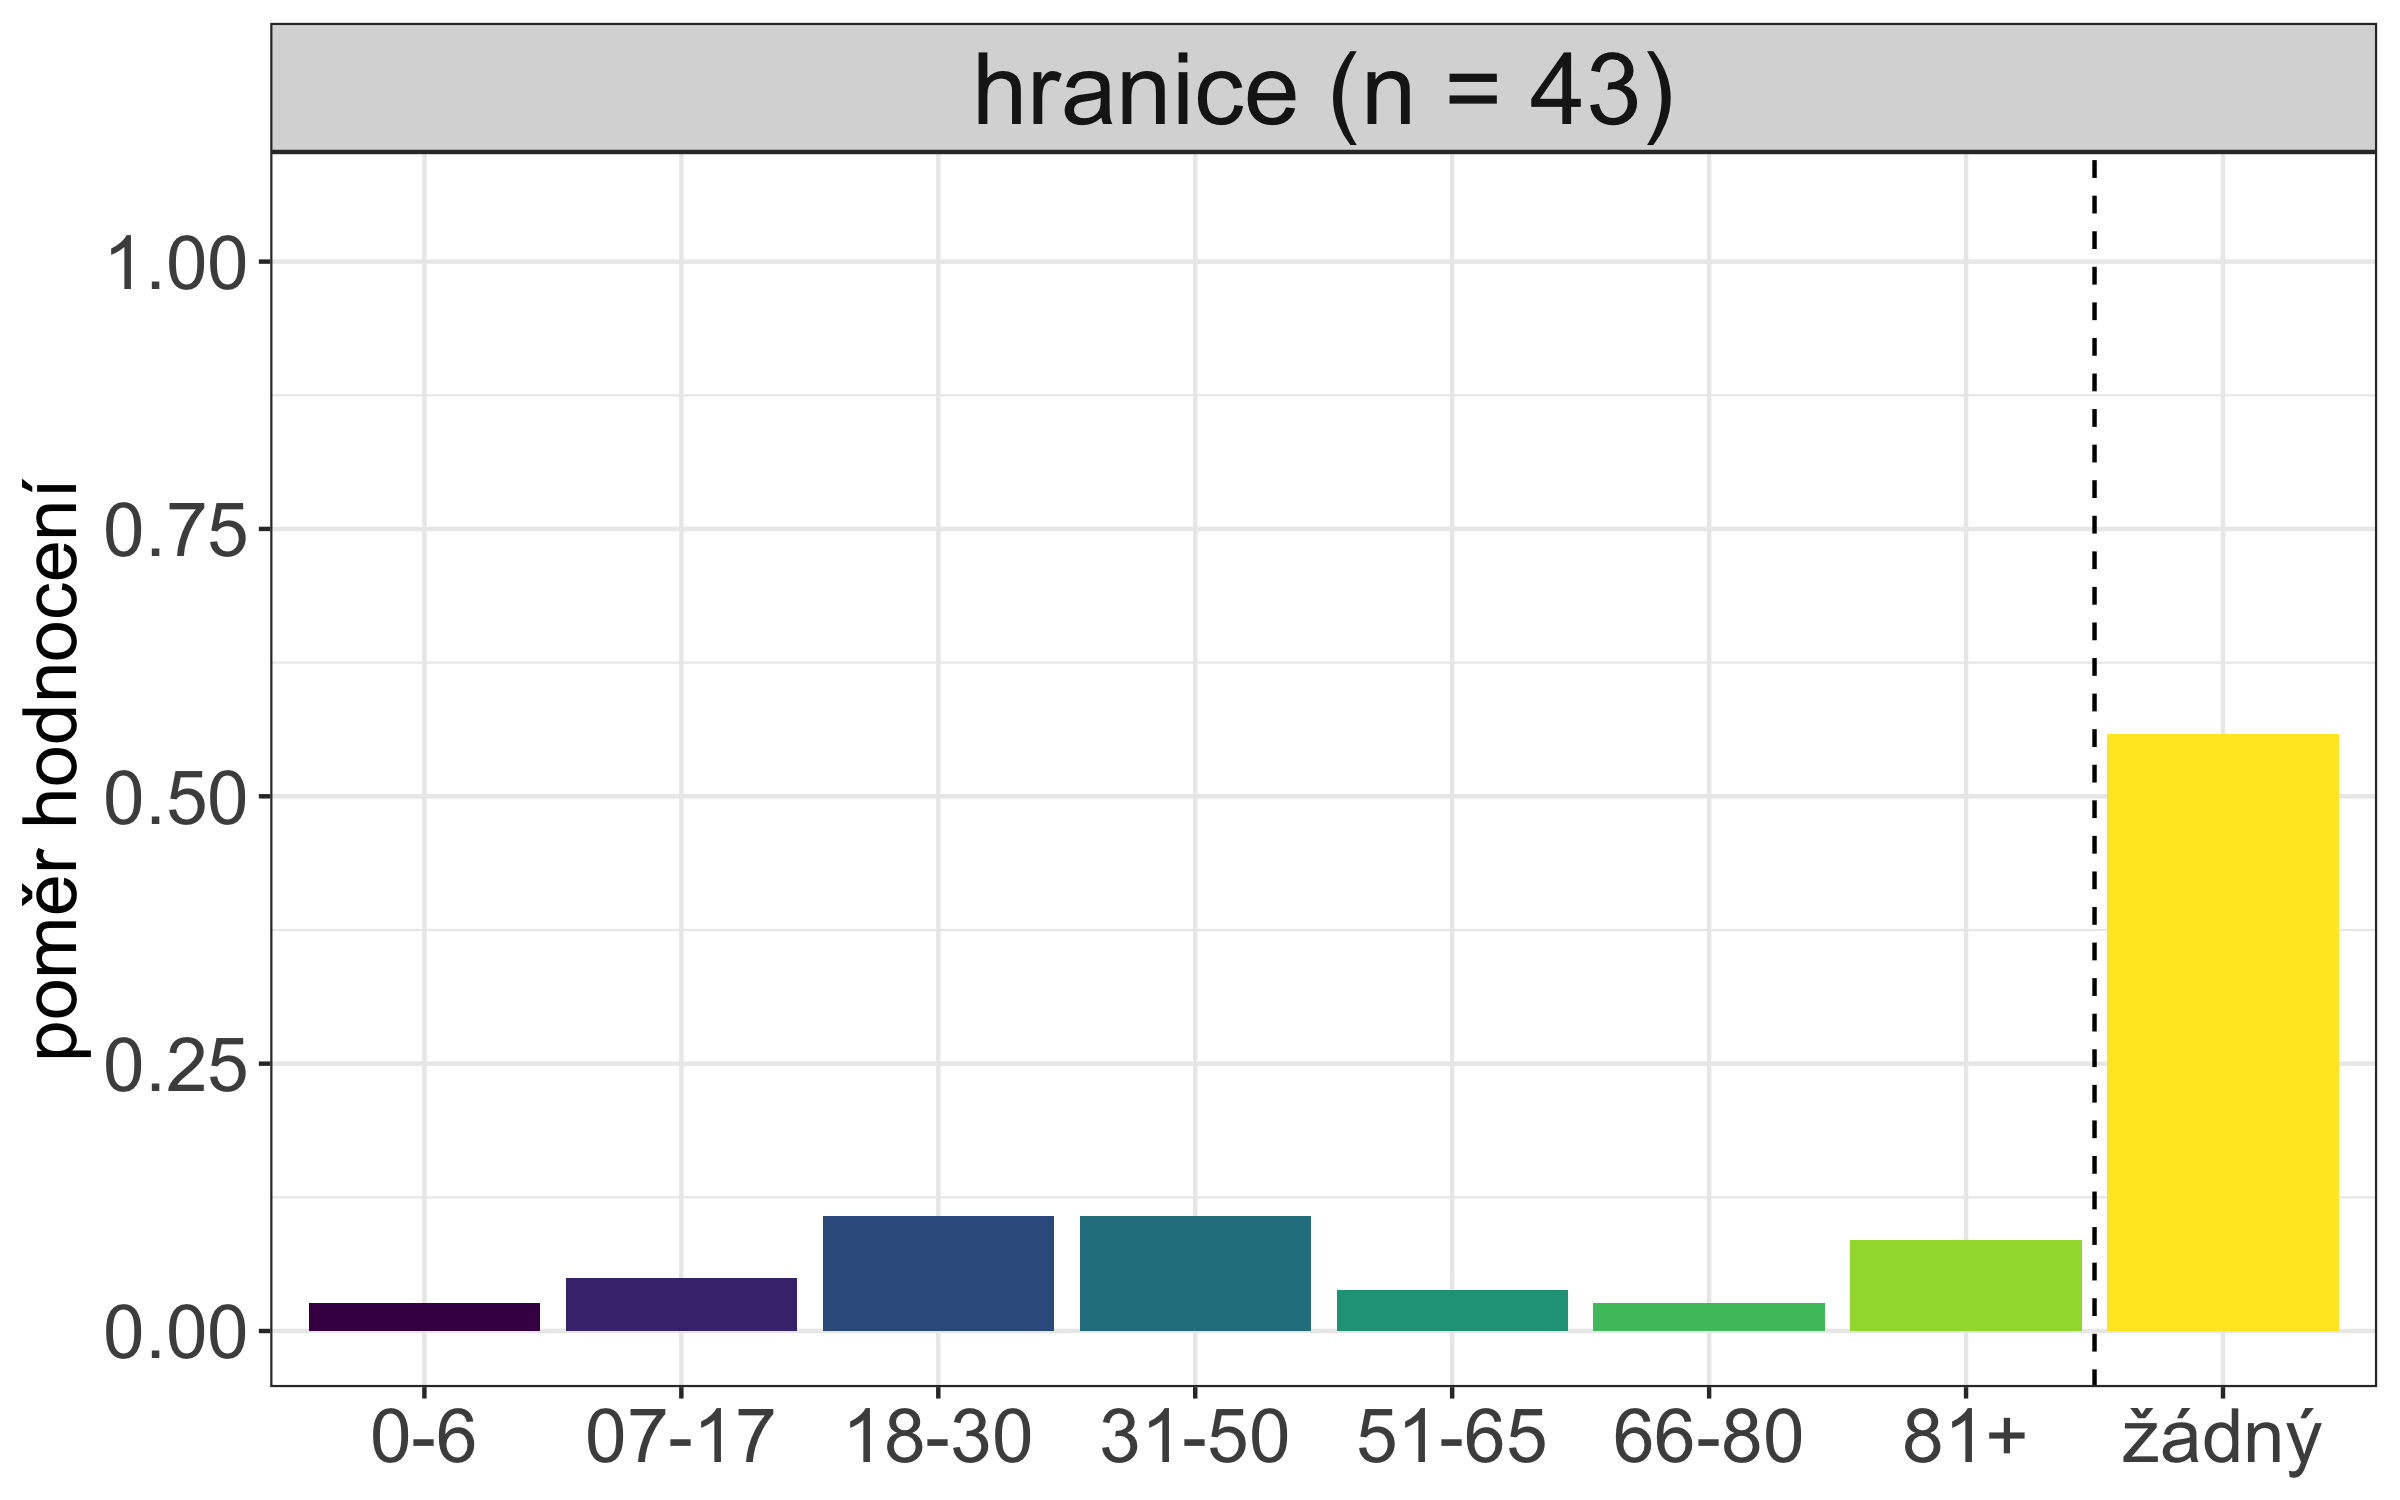 hranice (n = 43)
poměr hodnocení
1.00
0.75
0.50
0.25
0.00
0-6 07-17 18-30 31-50 51-65 66-80 81+ žádný